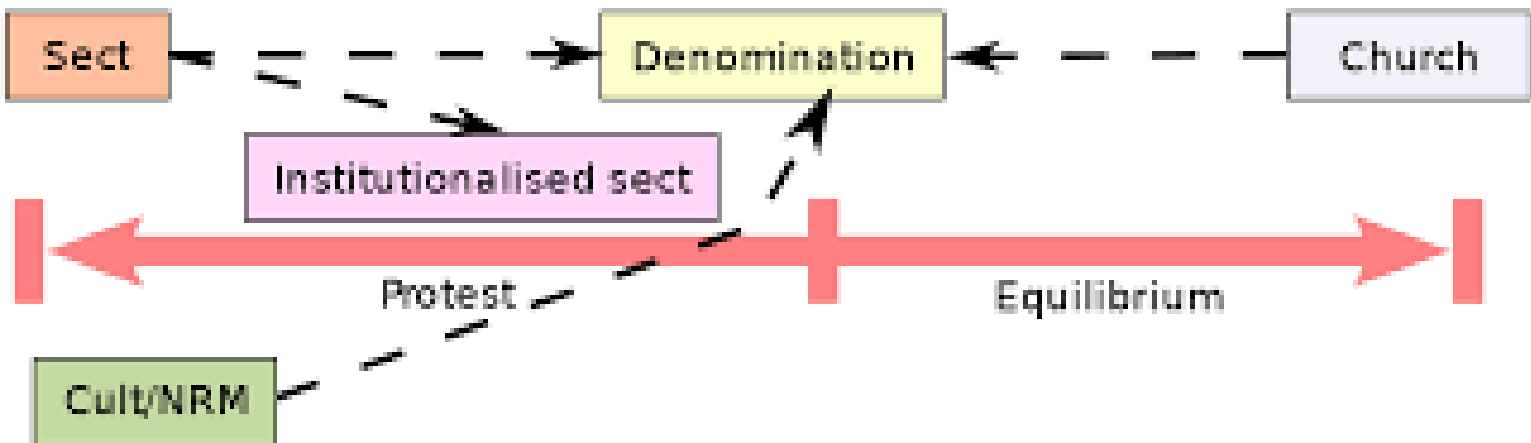 Sect
Denomination
Church
Institutionalised sect
Protest
Equilibrium
Cult/NRM